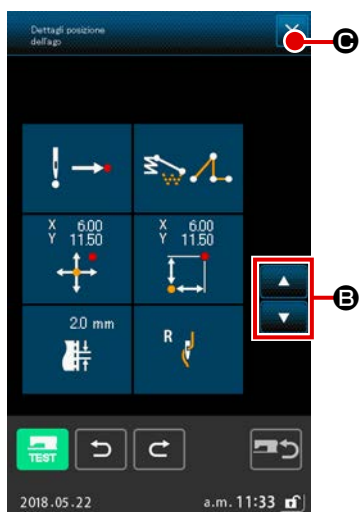 Dettagli posizione
dell'ago
C
X 6.00
Y 11.50
X 6.00
Y 11.50
B
2.0 mm
R
TEST
2018.05.22 a.m. 11:33